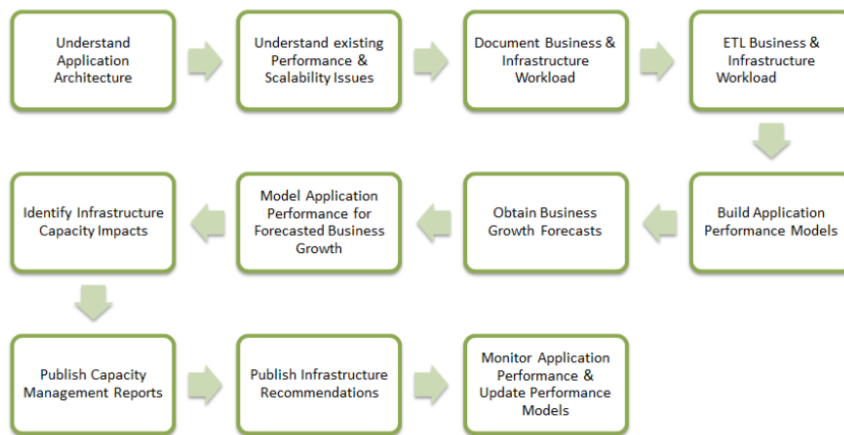 Understand
Application
Architecture
Understand existing
Performance &
Scalability Issues
Document Business &
Infrastructure
Workload
ETL Business &
Infrastructure
Workload
Build Application
Performance Models
Obtain Business
Growth Forecasts
Model Application
Performance for
Forecasted Business
Growth
Identify Infrastructure
Capacity Impacts
Publish Capacity
Management Reports
Publish Infrastructure
Recommendations
Monitor Application
Performance &
Update Performance
Models